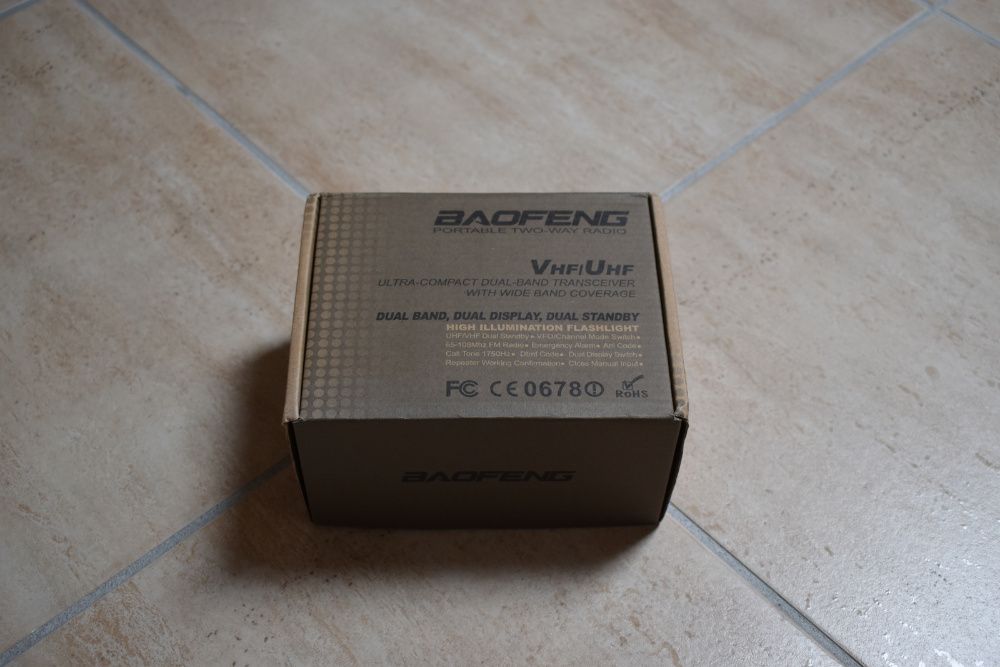 BAOFENG
PORTABLE TWO-WAY RADIO
VHF/UHF
ULTRA-COMPACT DUAL-BAND TRANSCEIVER
WITH WIDE BAND COVERAGE
DUAL BAND, DUAL DISPLAY, DUAL STANDBY
HIGH ILLUMINATION FLASHLIGHT
UHF/VHF Dual Standby • VFO/Channel Mode Switch •
65-108Mhz FM Radio • Emergency Alarm • Ani Code •
Call Tone 1750Hz • Dtmf Code • Dual Display Switch •
Repeater Working Confirmation • Close Manual Input •
FC CE0678 RoHS
BAOFENG